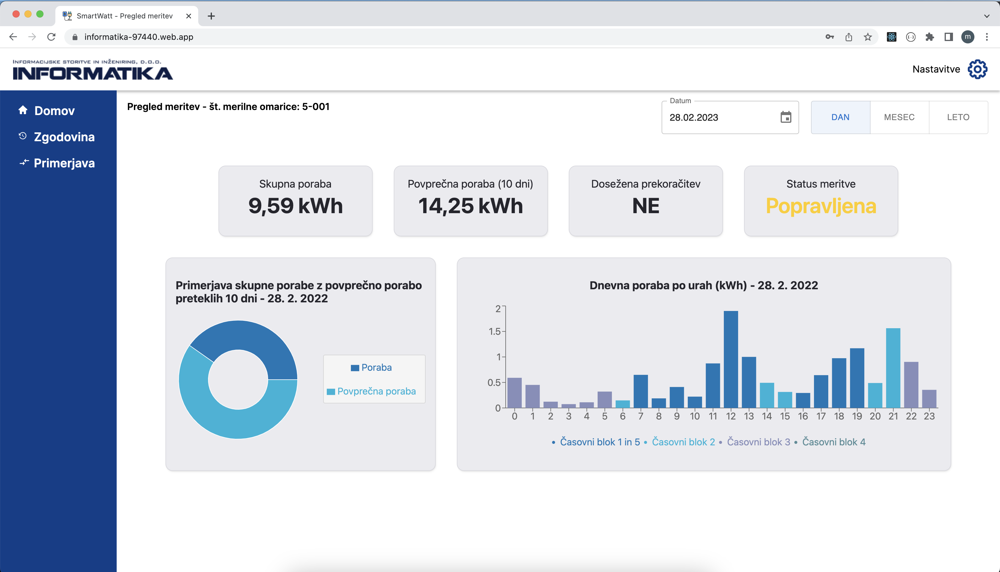 SmartWatt - Pregled meritev
informatika-97440.web.app
m
INFORMACIJSKE STORITVE IN INŽENIRING, D.O.O.
INFORMATIKA
Nastavitve
Domov
Zgodovina
Primerjava
Pregled meritev - št. merilne omarice: 5-001
Datum
28.02.2023
DAN MESEC LETO
Skupna poraba
9,59 kWh
Povprečna poraba (10 dni)
14,25 kWh
Dosežena prekoračitev
NE
Status meritve
Popravljena
Primerjava skupne porabe z povprečno porabo
preteklih 10 dni - 28. 2. 2022
Poraba
Povprečna poraba
Dnevna poraba po urah (kWh) - 28. 2. 2022
2
1.5
1
0.5
0
0 1 2 3 4 5 6 7 8 9 10 11 12 13 14 15 16 17 18 19 20 21 22 23
• Časovni blok 1 in 5 • Časovni blok 2 • Časovni blok 3 • Časovni blok 4